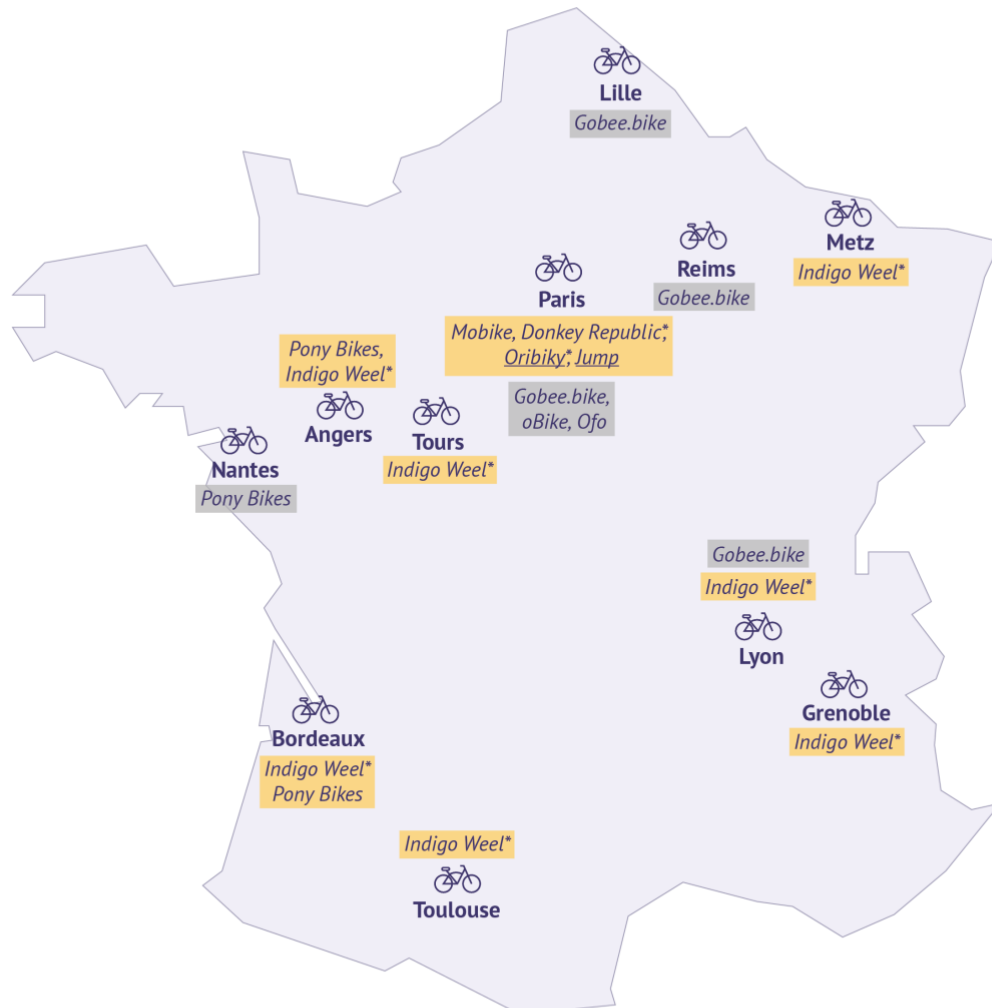 Lille
Gobee.bike
Metz
Indigo Weel*
Reims
Gobee.bike
Paris
Mobike, Donkey Republic*,
Oribiky*, Jump
Gobee.bike,
oBike, Ofo
Pony Bikes,
Indigo Weel*
Angers
Tours
Indigo Weel*
Nantes
Pony Bikes
Gobee.bike
Indigo Weel*
Lyon
Grenoble
Indigo Weel*
Bordeaux
Indigo Weel*
Pony Bikes
Indigo Weel*
Toulouse